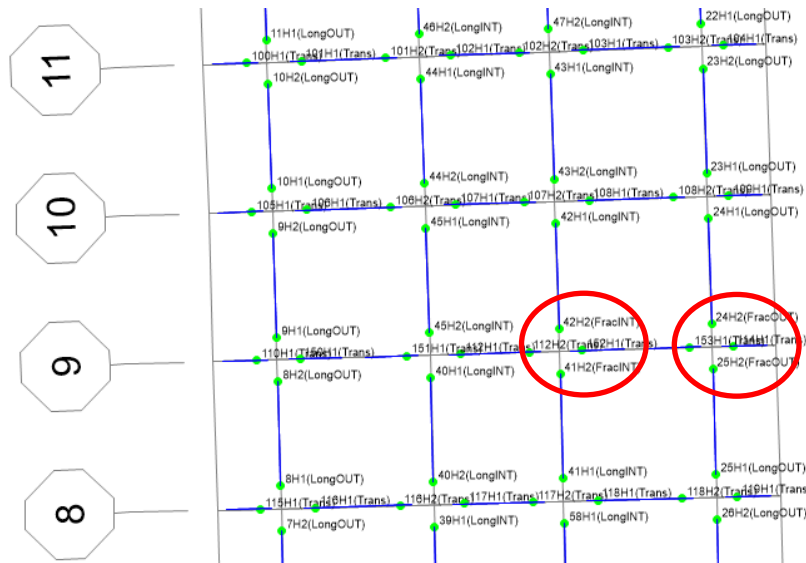 11H1(LongOUT) 46H2(LongINT) 47H2(LongINT) 22H1(LongOUT)
11 100H1(Trans) 101H1(Trans) 101H2(Trans) 102H1(Trans) 102H2(Trans) 103H1(Trans) 103H2(Trans) 104H1(Trans)
10H2(LongOUT) 44H1(LongINT) 43H1(LongINT) 23H2(LongOUT)
10H1(LongOUT) 44H2(LongINT) 43H2(LongINT) 23H1(LongOUT)
10 105H1(Trans) 106H1(Trans) 106H2(Trans) 107H1(Trans) 107H2(Trans) 108H1(Trans) 108H2(Trans) 109H1(Trans)
9H2(LongOUT) 45H1(LongINT) 42H1(LongINT) 24H1(LongOUT)
9H1(LongOUT) 45H2(LongINT) 42H2(FracINT) 24H2(FracOUT)
9 110H1(Trans) 151H1(Trans) 112H1(Trans) 112H2(Trans) 152H1(Trans) 153H1(Trans)
8H2(LongOUT) 40H1(LongINT) 41H2(FracINT) 25H2(FracOUT)
8H1(LongOUT) 40H2(LongINT) 41H1(LongINT) 25H1(LongOUT)
8 115H1(Trans) 116H1(Trans) 116H2(Trans) 117H1(Trans) 117H2(Trans) 118H1(Trans) 118H2(Trans) 119H1(Trans)
7H2(LongOUT) 39H1(LongINT) 58H1(LongINT) 26H2(LongOUT)